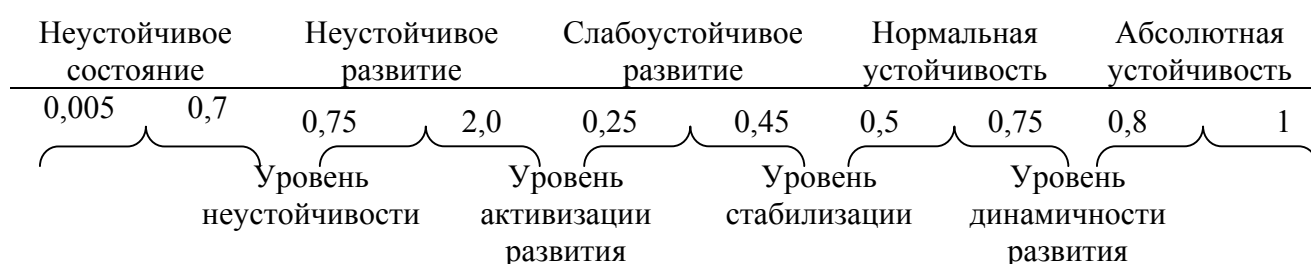 Неустойчивое состояние
Неустойчивое развитие
Слабоустойчивое развитие
Нормальная устойчивость
Абсолютная устойчивость
0,005 0,7 0,75 2,0 0,25 0,45 0,5 0,75 0,8 1
Уровень неустойчивости
Уровень активизации развития
Уровень стабилизации
Уровень динамичности развития